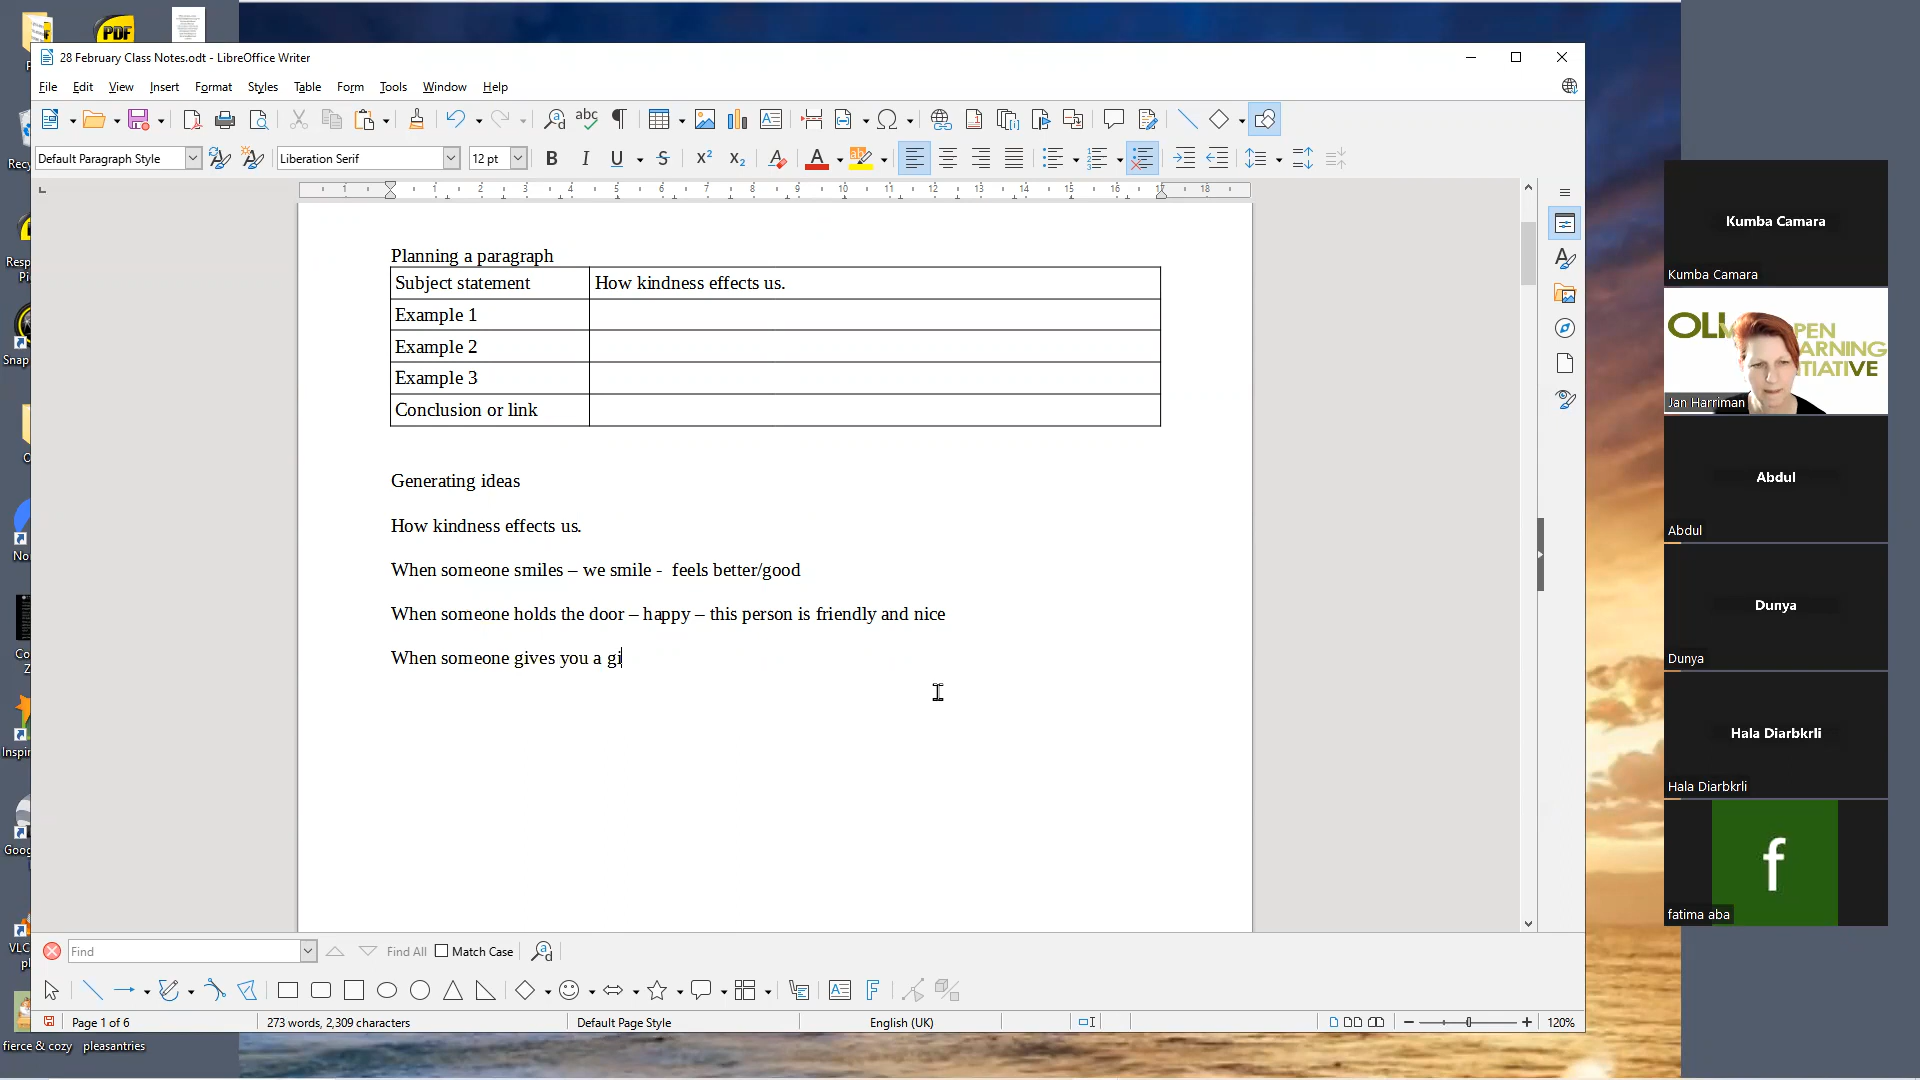 28 February Class Notes.odt - LibreOffice Writer
File Edit View Insert Format Styles Table Form Tools Window Help
Default Paragraph Style Liberation Serif 12 pt
Planning a paragraph
Subject statement How kindness effects us.
Example 1
Example 2
Example 3
Conclusion or link
Generating ideas
How kindness effects us.
When someone smiles – we smile - feels better/good
When someone holds the door – happy – this person is friendly and nice
When someone gives you a gi
Find Find All Match Case
Page 1 of 6 273 words, 2,309 characters Default Page Style English (UK) 120%
fierce & cozy pleasantries
PDF
Kumba Camara
Kumba Camara
OLI PEN
ARNING
TIATIVE
Jan Harriman
Abdul
Abdul
Dunya
Dunya
Hala Diarbkrli
Hala Diarbkrli
f
fatima aba